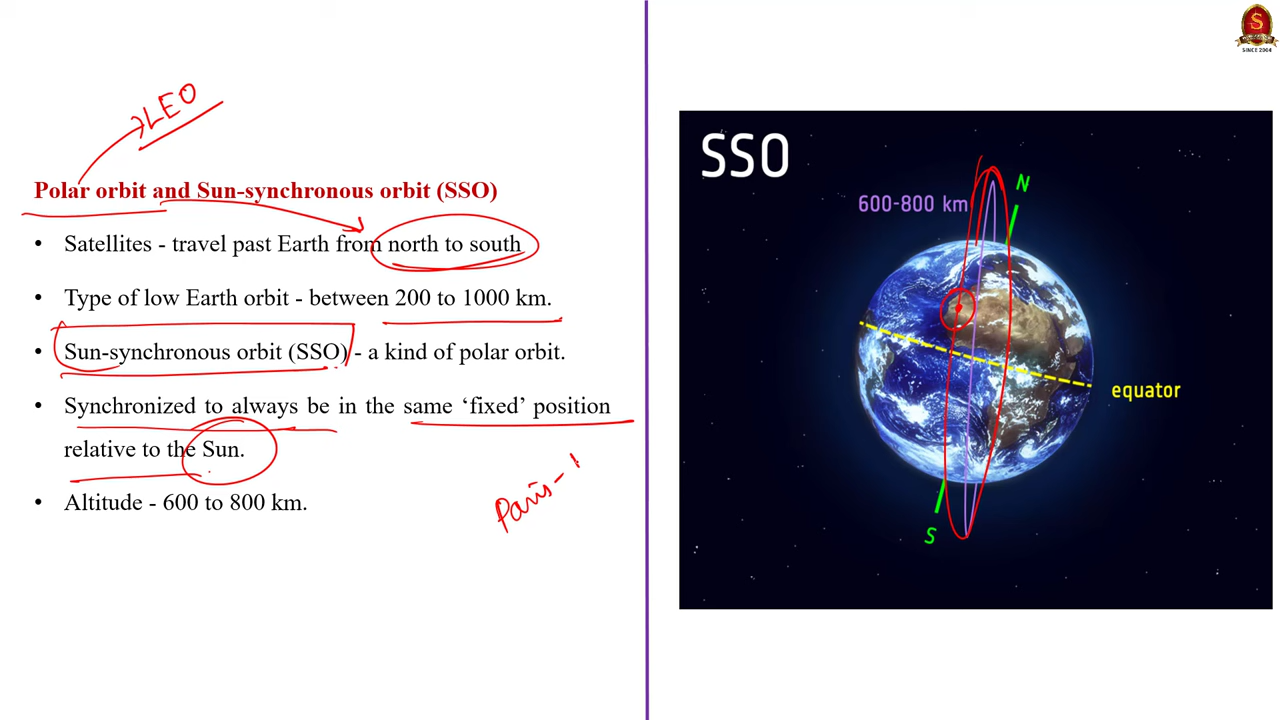 LEO
Polar orbit and Sun-synchronous orbit (SSO)
• Satellites - travel past Earth from north to south
• Type of low Earth orbit - between 200 to 1000 km.
• Sun-synchronous orbit (SSO) - a kind of polar orbit.
• Synchronized to always be in the same ‘fixed’ position
relative to the Sun.
• Altitude - 600 to 800 km.
Paris -
SSO
600-800 km
N
equator
S
S
SINCE 2004